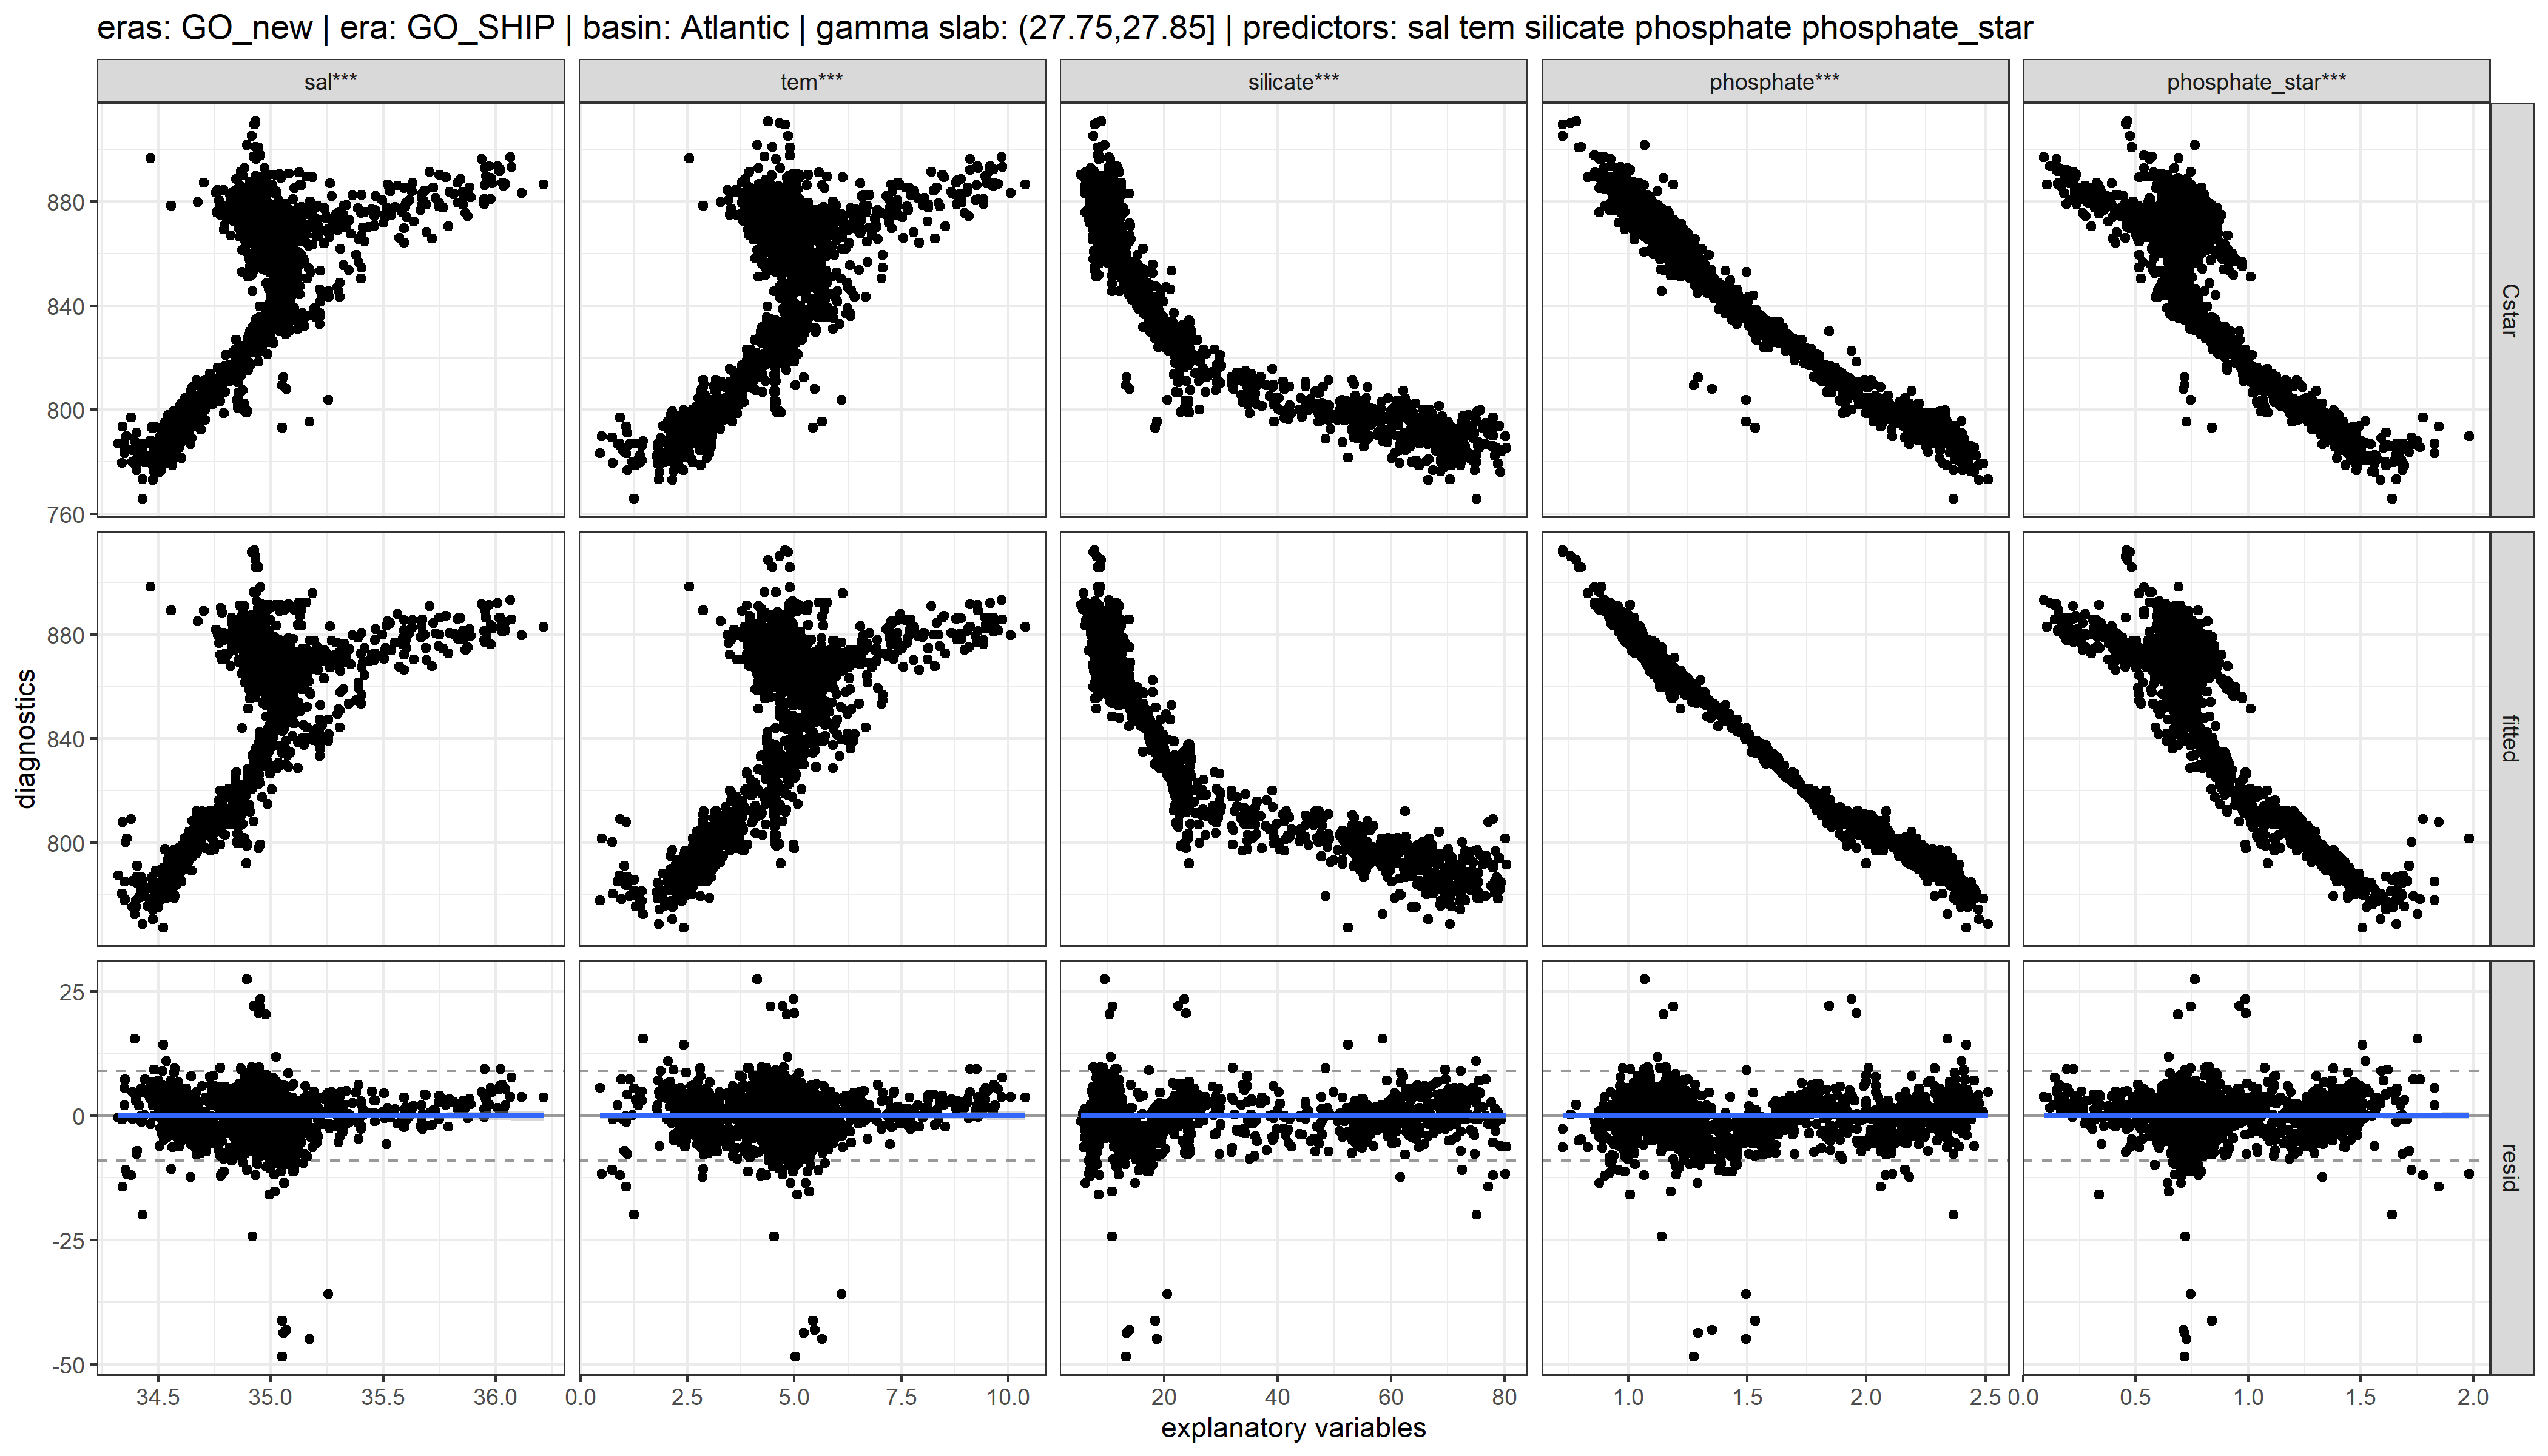 eras: GO_new | era: GO_SHIP | basin: Atlantic | gamma slab: (27.75,27.85] | predictors: sal tem silicate phosphate phosphate_star
sal*** tem*** silicate*** phosphate*** phosphate_star***
880
840
800
760
Cstar
880
840
800
fitted
diagnostics
25
0
-25
-50
resid
34.5 35.0 35.5 36.0 0.0 2.5 5.0 7.5 10.0 20 40 60 80 1.0 1.5 2.0 2.5 0.0 0.5 1.0 1.5 2.0
explanatory variables